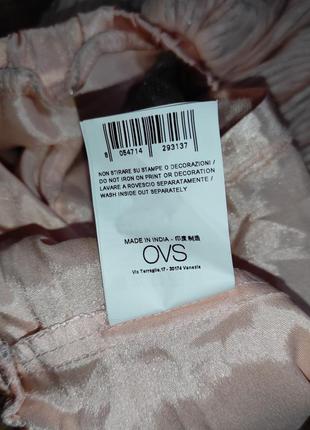 8 054714 293137
NON STIRARE SU STAMPE O DECORAZIONI /
DO NOT IRON ON PRINT OR DECORATION
LAVARE A ROVESCIO SEPARATAMENTE /
WASH INSIDE OUT SEPARATELY
MADE IN INDIA - 印度制造
OVS
Via Terraglio,17 - 30174 Venezia